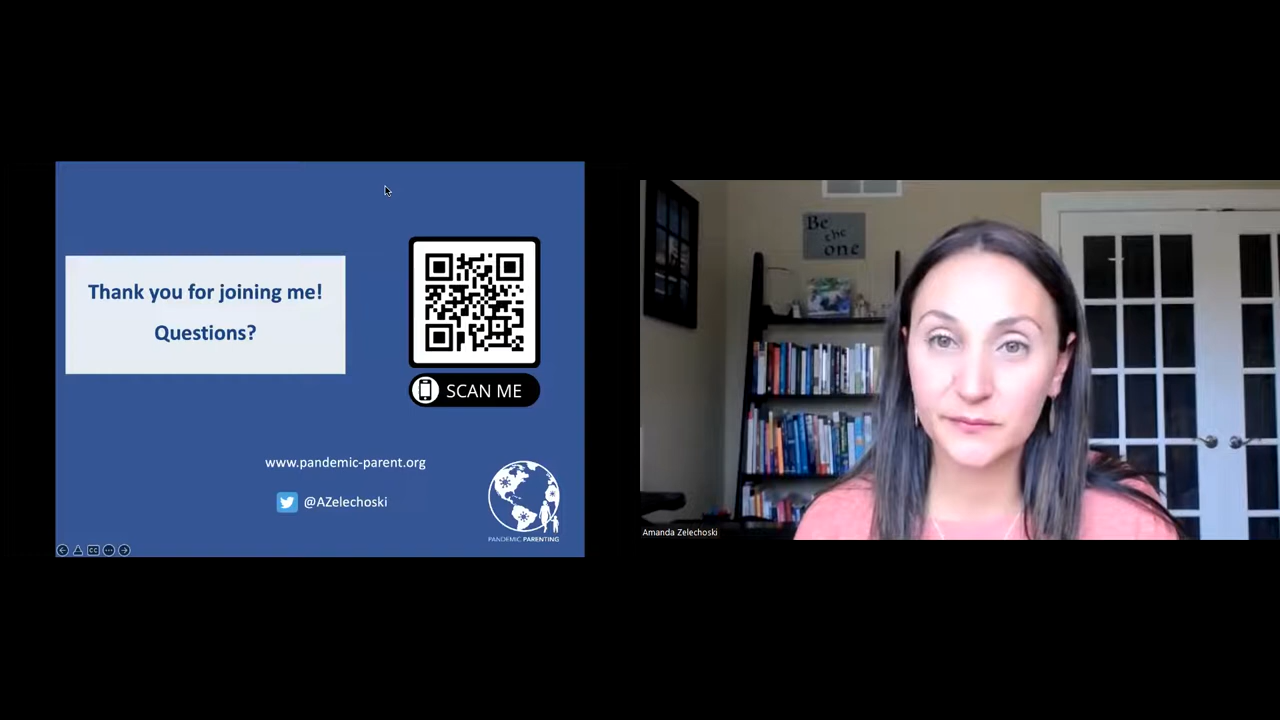 Thank you for joining me!
Questions?
SCAN ME
www.pandemic-parent.org
@AZelechoski
PANDEMIC PARENTING
CC
Be
the
one
Amanda Zelechoski